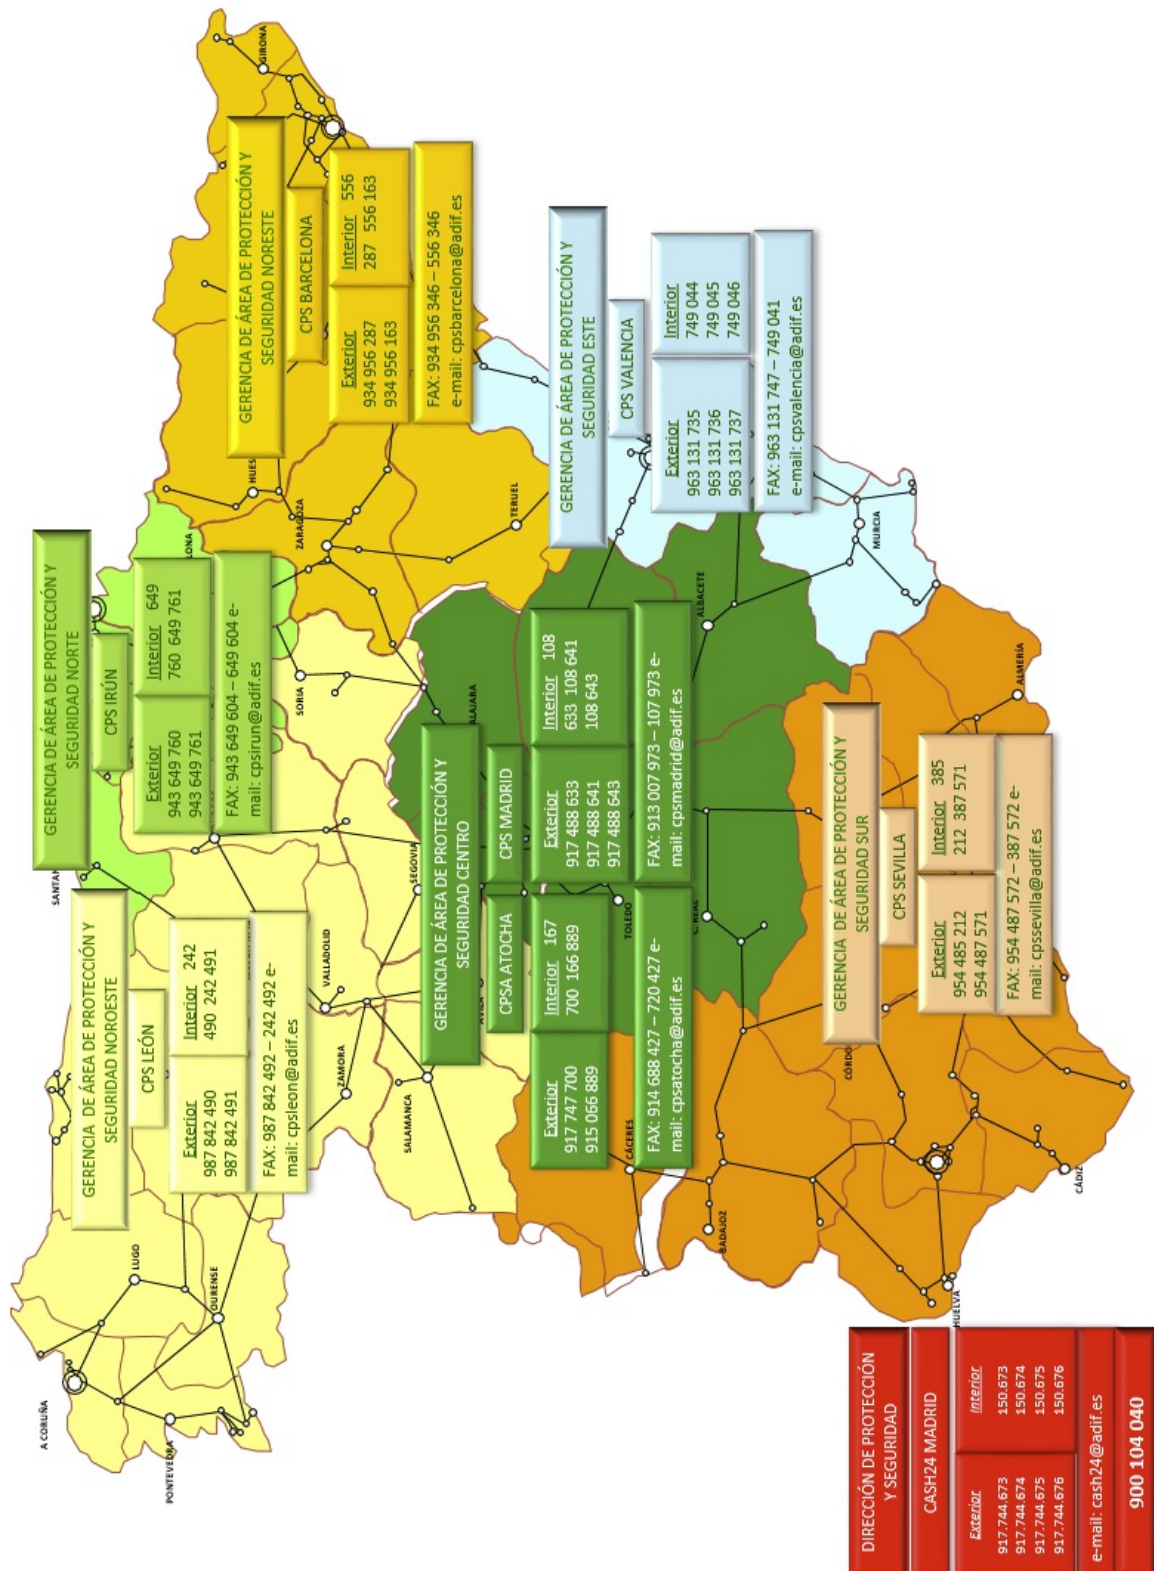 GERENCIA DE ÁREA DE PROTECCIÓN Y
SEGURIDAD NORTE
CPS IRÚN
Exterior
943 649 760
943 649 761
Interior 649
760 649 761
FAX: 943 649 604 – 649 604 e-
mail: cpsirun@adif.es
GERENCIA DE ÁREA DE PROTECCIÓN Y
SEGURIDAD NOROESTE
CPS LEÓN
Exterior
987 842 490
987 842 491
Interior 242
490 242 491
FAX: 987 842 492 – 242 492 e-
mail: cpsleon@adif.es
GERENCIA DE ÁREA DE PROTECCIÓN Y
SEGURIDAD NORESTE
CPS BARCELONA
Exterior
934 956 287
934 956 163
Interior 556
287 556 163
FAX: 934 956 346 – 556 346
e-mail: cpsbarcelona@adif.es
GERENCIA DE ÁREA DE PROTECCIÓN Y
SEGURIDAD CENTRO
CPSA ATOCHA
Exterior
917 747 700
915 066 889
Interior 167
700 166 889
FAX: 914 688 427 – 720 427 e-
mail: cpsatocha@adif.es
CPS MADRID
Exterior
917 488 633
917 488 641
917 488 643
Interior 108
633 108 641
108 643
FAX: 913 007 973 – 107 973 e-
mail: cpsmadrid@adif.es
GERENCIA DE ÁREA DE PROTECCIÓN Y
SEGURIDAD ESTE
CPS VALENCIA
Exterior
963 131 735
963 131 736
963 131 737
Interior
749 044
749 045
749 046
FAX: 963 131 747 – 749 041
e-mail: cpsvalencia@adif.es
GERENCIA DE ÁREA DE PROTECCIÓN Y
SEGURIDAD SUR
CPS SEVILLA
Exterior
954 485 212
954 487 571
Interior 385
212 387 571
FAX: 954 487 572 – 387 572 e-
mail: cpssevilla@adif.es
DIRECCIÓN DE PROTECCIÓN
Y SEGURIDAD
CASH24 MADRID
Exterior
917.744.673
917.744.674
917.744.675
917.744.676
Interior
150.673
150.674
150.675
150.676
e-mail: cash24@adif.es
900 104 040
A CORUÑA
LUGO
PONTEVEDRA
OURENSE
SANTAN
LONA
HUES
GIRONA
ZARAGOZA
TERUEL
SORIA
VALLADOLID
ZAMORA
SEGOVIA
SALAMANCA
ÁVILA
ALAJARA
TOLEDO
CÁCERES
BADAJOZ
C. REAL
ALBACETE
MURCIA
CÓRDO
ALMERÍA
HUELVA
CÁDIZ